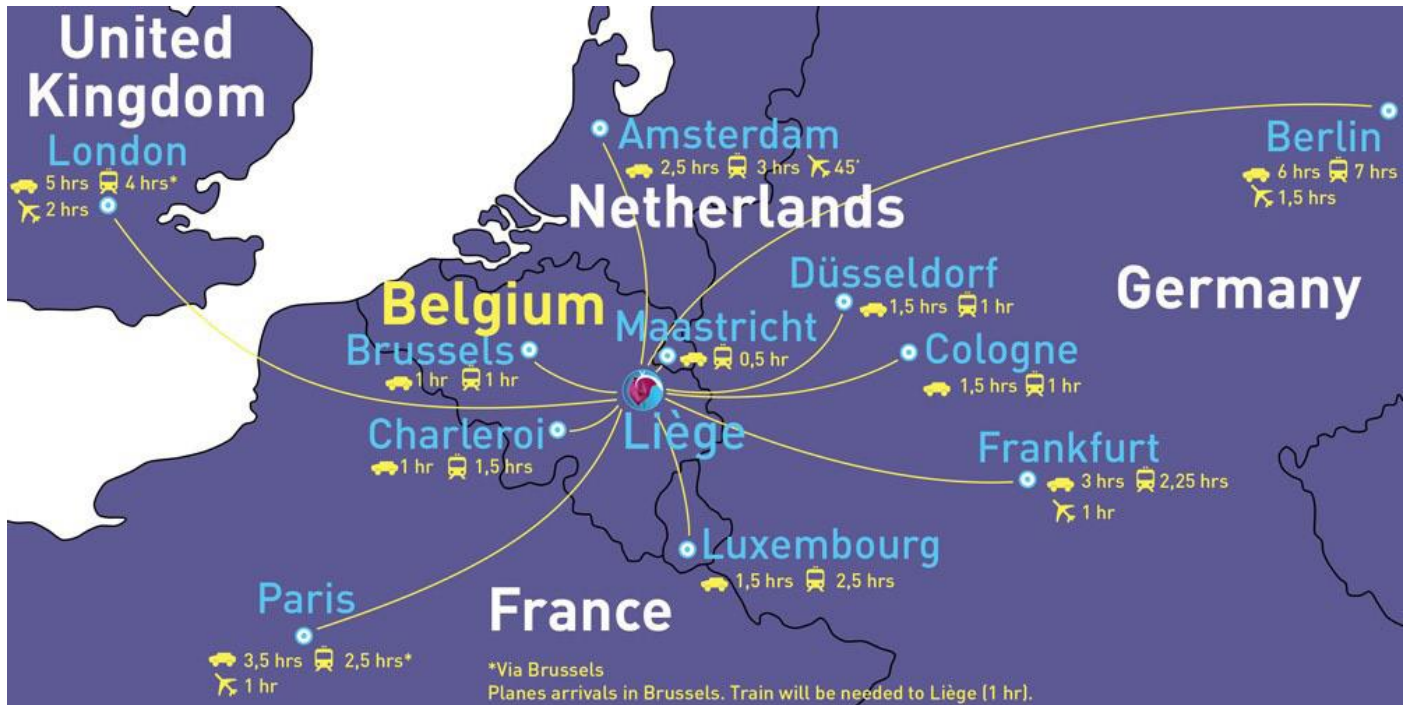 United
Kingdom
London
5 hrs 4 hrs*
2 hrs
Amsterdam
2,5 hrs 3 hrs 45'
Netherlands
Berlin
6 hrs 7 hrs
1,5 hrs
Germany
Düsseldorf
1,5 hrs 1 hr
Belgium
Maastricht
0,5 hr
Brussels
1 hr 1 hr
Cologne
1,5 hrs 1 hr
Charleroi
1 hr 1,5 hrs
Liège
Frankfurt
3 hrs 2,25 hrs
1 hr
Luxembourg
1,5 hrs 2,5 hrs
Paris
3,5 hrs 2,5 hrs*
1 hr
France
*Via Brussels
Planes arrivals in Brussels. Train will be needed to Liège (1 hr).